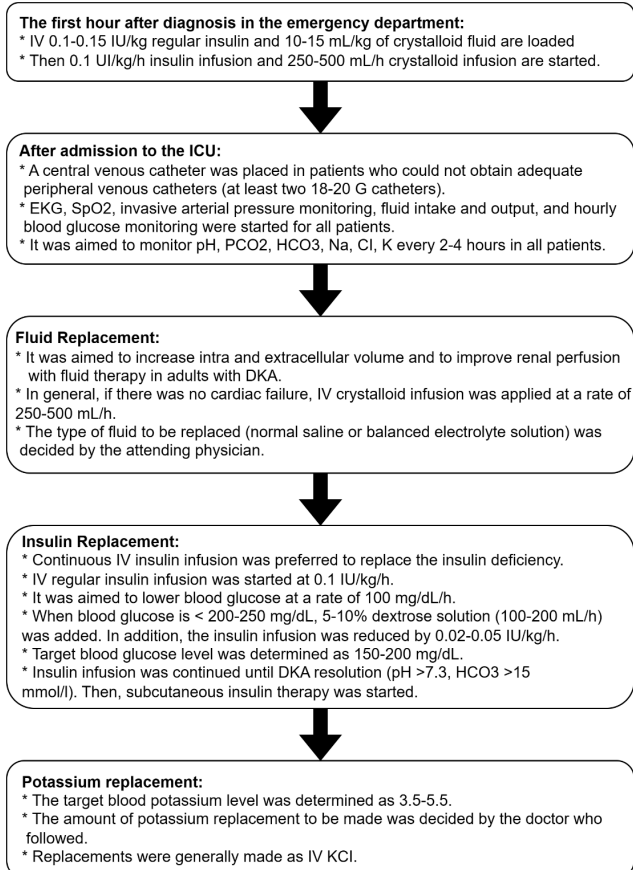 The first hour after diagnosis in the emergency department:
* IV 0.1-0.15 IU/kg regular insulin and 10-15 mL/kg of crystalloid fluid are loaded
* Then 0.1 UI/kg/h insulin infusion and 250-500 mL/h crystalloid infusion are started.
After admission to the ICU:
* A central venous catheter was placed in patients who could not obtain adequate
peripheral venous catheters (at least two 18-20 G catheters).
* EKG, SpO2, invasive arterial pressure monitoring, fluid intake and output, and hourly
blood glucose monitoring were started for all patients.
* It was aimed to monitor pH, PCO2, HCO3, Na, CI, K every 2-4 hours in all patients.
Fluid Replacement:
* It was aimed to increase intra and extracellular volume and to improve renal perfusion
with fluid therapy in adults with DKA.
* In general, if there was no cardiac failure, IV crystalloid infusion was applied at a rate of
250-500 mL/h.
* The type of fluid to be replaced (normal saline or balanced electrolyte solution) was
decided by the attending physician.
Insulin Replacement:
* Continuous IV insulin infusion was preferred to replace the insulin deficiency.
* IV regular insulin infusion was started at 0.1 IU/kg/h.
* It was aimed to lower blood glucose at a rate of 100 mg/dL/h.
* When blood glucose is < 200-250 mg/dL, 5-10% dextrose solution (100-200 mL/h)
was added. In addition, the insulin infusion was reduced by 0.02-0.05 IU/kg/h.
* Target blood glucose level was determined as 150-200 mg/dL.
* Insulin infusion was continued until DKA resolution (pH >7.3, HCO3 >15
mmol/l). Then, subcutaneous insulin therapy was started.
Potassium replacement:
* The target blood potassium level was determined as 3.5-5.5.
* The amount of potassium replacement to be made was decided by the doctor who
followed.
* Replacements were generally made as IV KCI.